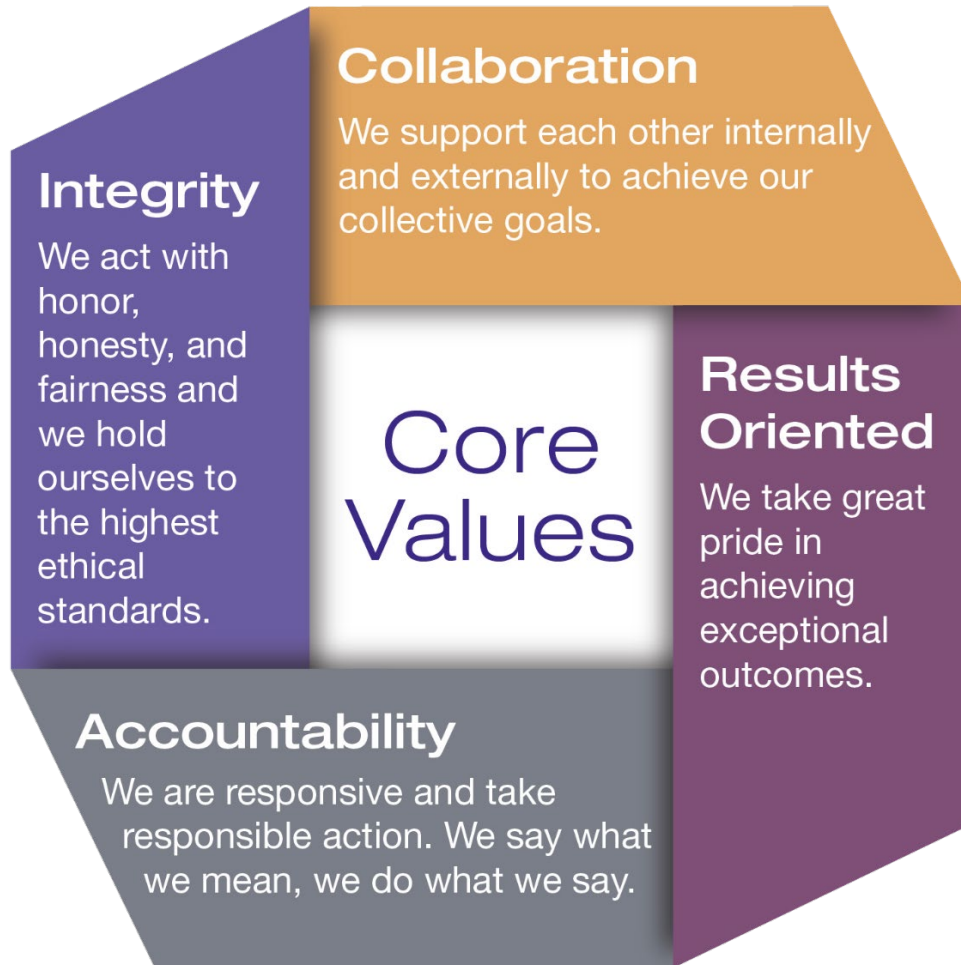 Collaboration
We support each other internally
and externally to achieve our
collective goals.
Integrity
We act with
honor,
honesty, and
fairness and
we hold
ourselves to
the highest
ethical
standards.
Core
Values
Results
Oriented
We take great
pride in
achieving
exceptional
outcomes.
Accountability
We are responsive and take
responsible action. We say what
we mean, we do what we say.